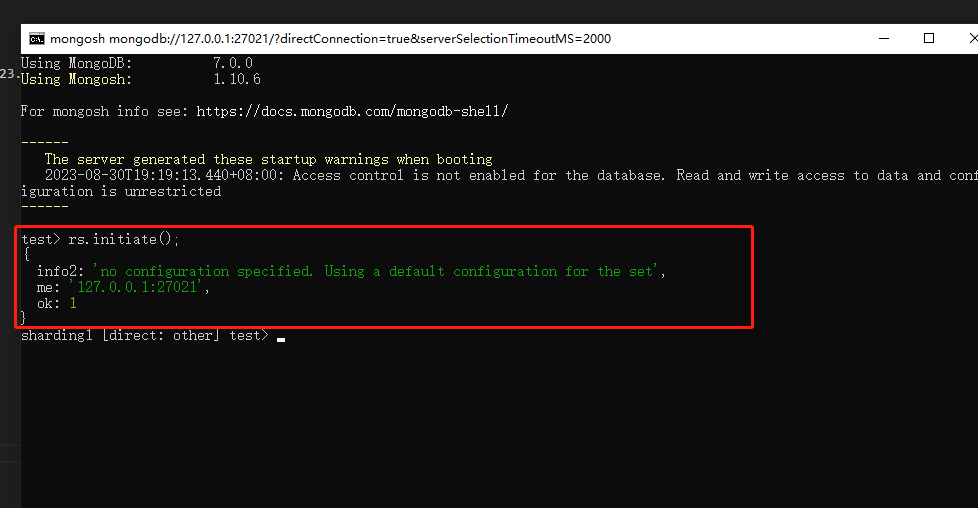 mongosh mongodb://127.0.0.1:27021/?directConnection=true&serverSelectionTimeoutMS=2000
23.
Using MongoDB: 7.0.0
Using Mongosh: 1.10.6
For mongosh info see: https://docs.mongodb.com/mongodb-shell/
------
The server generated these startup warnings when booting
2023-08-30T19:19:13.440+08:00: Access control is not enabled for the database. Read and write access to data and conf
iguration is unrestricted
------
test> rs.initiate();
{
info2: 'no configuration specified. Using a default configuration for the set',
me: '127.0.0.1:27021',
ok: 1
}
sharding1 [direct: other] test>